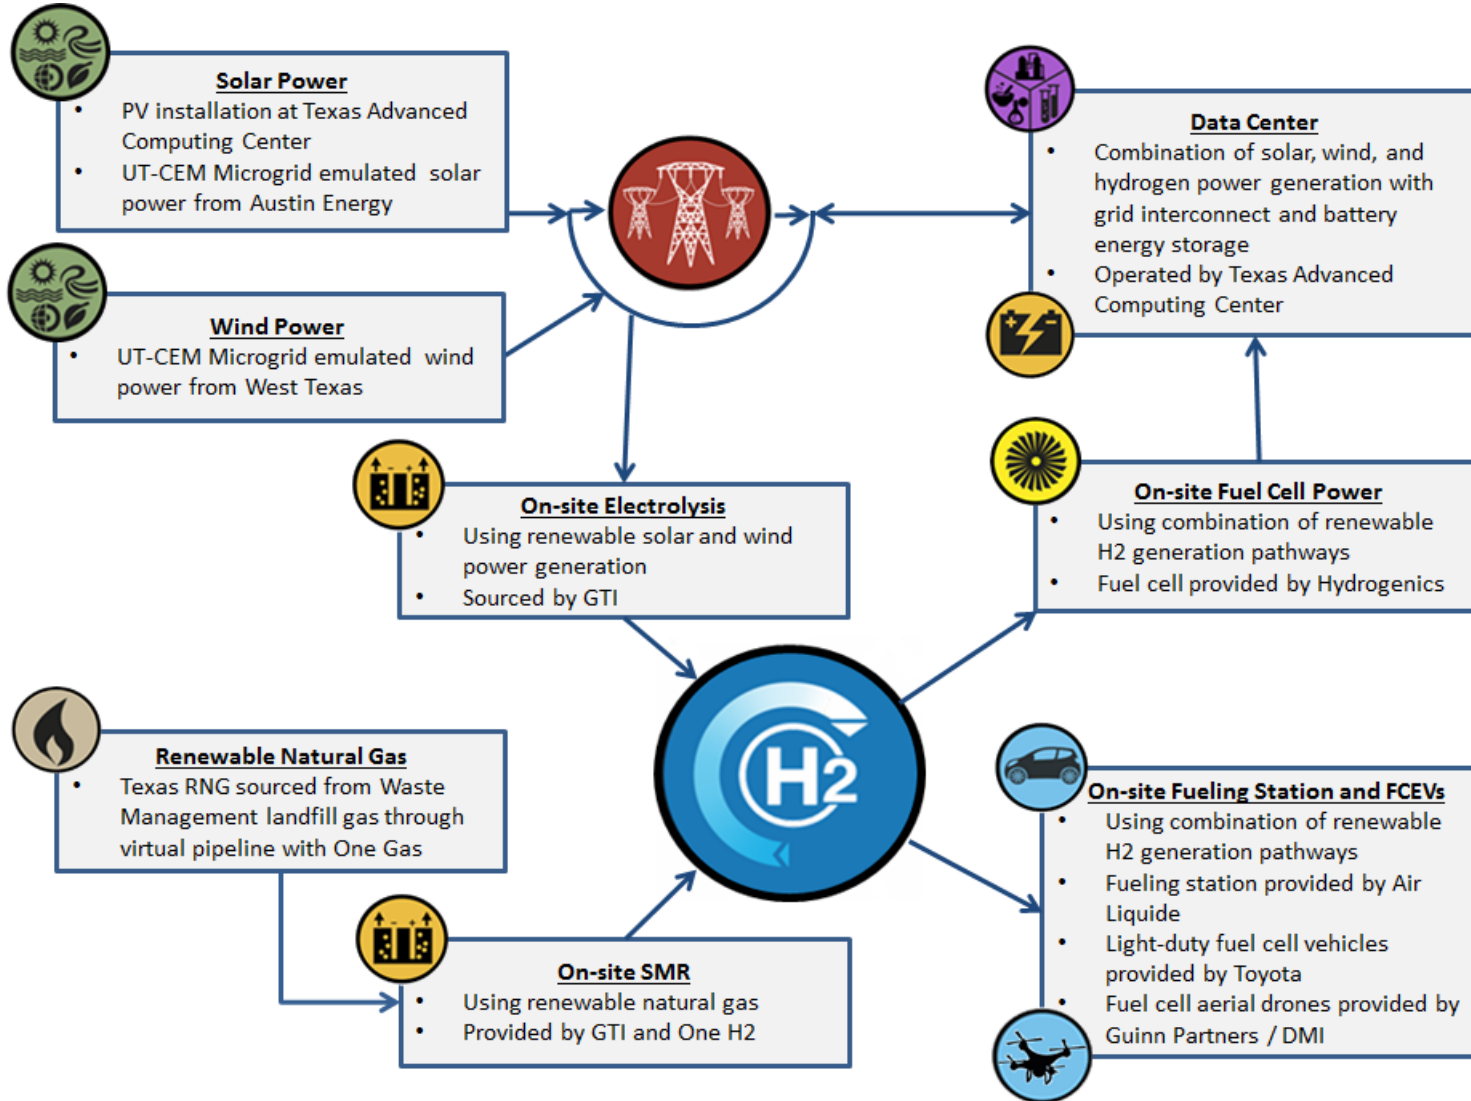 Solar Power
• PV installation at Texas Advanced
Computing Center
• UT-CEM Microgrid emulated solar
power from Austin Energy
Wind Power
• UT-CEM Microgrid emulated wind
power from West Texas
Data Center
• Combination of solar, wind, and
hydrogen power generation with
grid interconnect and battery
energy storage
• Operated by Texas Advanced
Computing Center
On-site Electrolysis
• Using renewable solar and wind
power generation
• Sourced by GTI
On-site Fuel Cell Power
• Using combination of renewable
H2 generation pathways
• Fuel cell provided by Hydrogenics
H2
Renewable Natural Gas
• Texas RNG sourced from Waste
Management landfill gas through
virtual pipeline with One Gas
On-site SMR
• Using renewable natural gas
• Provided by GTI and One H2
On-site Fueling Station and FCEVs
• Using combination of renewable
H2 generation pathways
• Fueling station provided by Air
Liquide
• Light-duty fuel cell vehicles
provided by Toyota
• Fuel cell aerial drones provided by
Guinn Partners / DMI